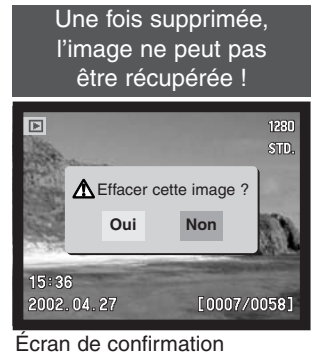 Une fois supprimée,
l'image ne peut pas
être récupérée !
1280
STD.
Effacer cette image ?
Oui Non
15:36
2002.04.27 [0007/0058]
Écran de confirmation